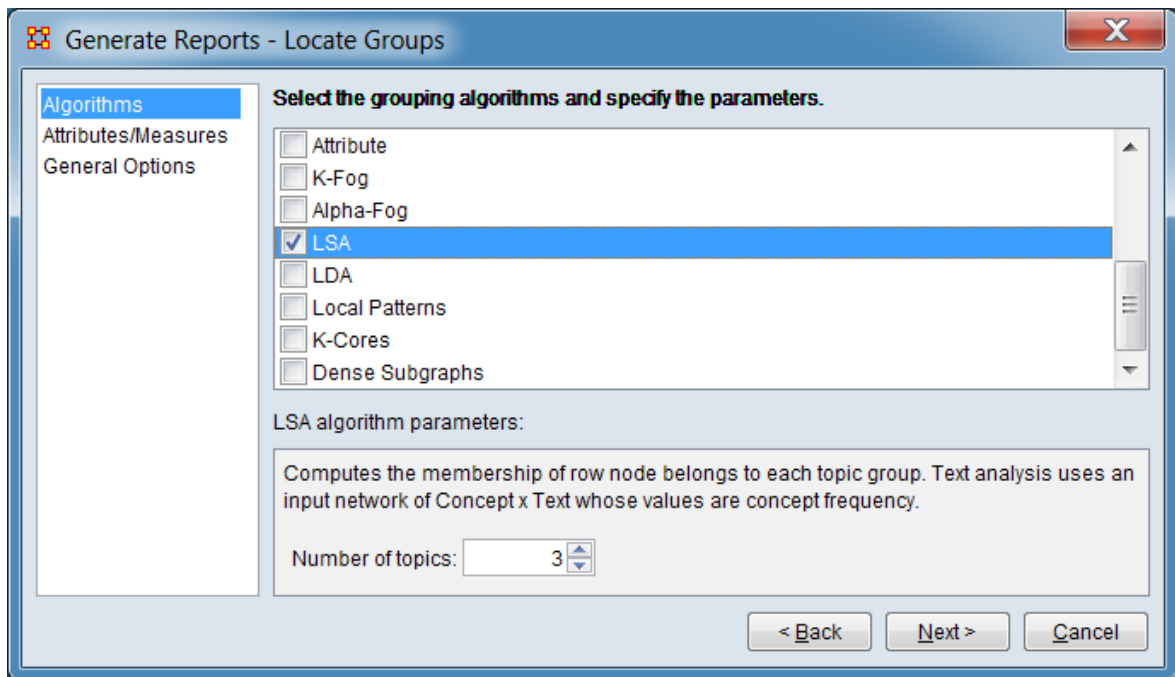 Generate Reports - Locate Groups
X
Algorithms
Attributes/Measures
General Options
Select the grouping algorithms and specify the parameters.
Attribute
K-Fog
Alpha-Fog
LSA
LDA
Local Patterns
K-Cores
Dense Subgraphs
LSA algorithm parameters:
Computes the membership of row node belongs to each topic group. Text analysis uses an
input network of Concept x Text whose values are concept frequency.
Number of topics: 3
< Back Next > Cancel